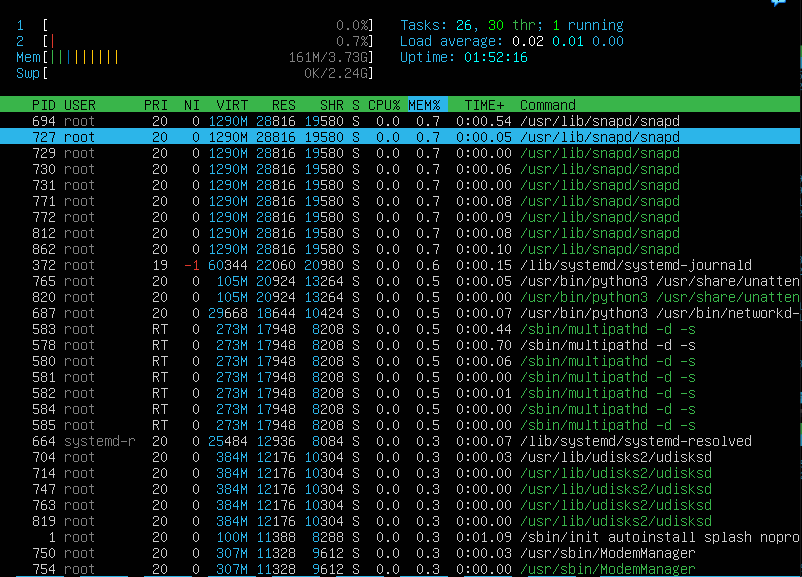 1 [ 0.0%] Tasks: 26, 30 thr; 1 running
2 [| 0.7%] Load average: 0.02 0.01 0.00
Mem[||||||||| 161M/3.73G] Uptime: 01:52:16
Swp[ 0K/2.24G]
PID USER PRI NI VIRT RES SHR S CPU% MEM% TIME+ Command
694 root 20 0 1290M 28816 19580 S 0.0 0.7 0:00.54 /usr/lib/snapd/snapd
727 root 20 0 1290M 28816 19580 S 0.0 0.7 0:00.05 /usr/lib/snapd/snapd
729 root 20 0 1290M 28816 19580 S 0.0 0.7 0:00.00 /usr/lib/snapd/snapd
730 root 20 0 1290M 28816 19580 S 0.0 0.7 0:00.06 /usr/lib/snapd/snapd
731 root 20 0 1290M 28816 19580 S 0.0 0.7 0:00.00 /usr/lib/snapd/snapd
771 root 20 0 1290M 28816 19580 S 0.0 0.7 0:00.08 /usr/lib/snapd/snapd
772 root 20 0 1290M 28816 19580 S 0.0 0.7 0:00.09 /usr/lib/snapd/snapd
812 root 20 0 1290M 28816 19580 S 0.0 0.7 0:00.08 /usr/lib/snapd/snapd
862 root 20 0 1290M 28816 19580 S 0.0 0.7 0:00.10 /usr/lib/snapd/snapd
372 root 19 -1 60344 22060 20980 S 0.0 0.6 0:00.15 /lib/systemd/systemd-journald
765 root 20 0 105M 20924 13264 S 0.0 0.5 0:00.05 /usr/bin/python3 /usr/share/unatten
820 root 20 0 105M 20924 13264 S 0.0 0.5 0:00.00 /usr/bin/python3 /usr/share/unatten
687 root 20 0 29668 18644 10424 S 0.0 0.5 0:00.07 /usr/bin/python3 /usr/bin/networkd-
583 root RT 0 273M 17948 8208 S 0.0 0.5 0:00.44 /sbin/multipathd -d -s
578 root RT 0 273M 17948 8208 S 0.0 0.5 0:00.70 /sbin/multipathd -d -s
580 root RT 0 273M 17948 8208 S 0.0 0.5 0:00.06 /sbin/multipathd -d -s
581 root RT 0 273M 17948 8208 S 0.0 0.5 0:00.00 /sbin/multipathd -d -s
582 root RT 0 273M 17948 8208 S 0.0 0.5 0:00.01 /sbin/multipathd -d -s
584 root RT 0 273M 17948 8208 S 0.0 0.5 0:00.00 /sbin/multipathd -d -s
585 root RT 0 273M 17948 8208 S 0.0 0.5 0:00.00 /sbin/multipathd -d -s
664 systemd-r 20 0 25484 12936 8084 S 0.0 0.3 0:00.07 /lib/systemd/systemd-resolved
704 root 20 0 384M 12176 10304 S 0.0 0.3 0:00.03 /usr/lib/udisks2/udisksd
714 root 20 0 384M 12176 10304 S 0.0 0.3 0:00.00 /usr/lib/udisks2/udisksd
747 root 20 0 384M 12176 10304 S 0.0 0.3 0:00.00 /usr/lib/udisks2/udisksd
763 root 20 0 384M 12176 10304 S 0.0 0.3 0:00.00 /usr/lib/udisks2/udisksd
819 root 20 0 384M 12176 10304 S 0.0 0.3 0:00.00 /usr/lib/udisks2/udisksd
1 root 20 0 100M 11388 8288 S 0.0 0.3 0:01.09 /sbin/init autoinstall splash nopro
750 root 20 0 307M 11328 9612 S 0.0 0.3 0:00.03 /usr/sbin/ModemManager
754 root 20 0 307M 11328 9612 S 0.0 0.3 0:00.00 /usr/sbin/ModemManager